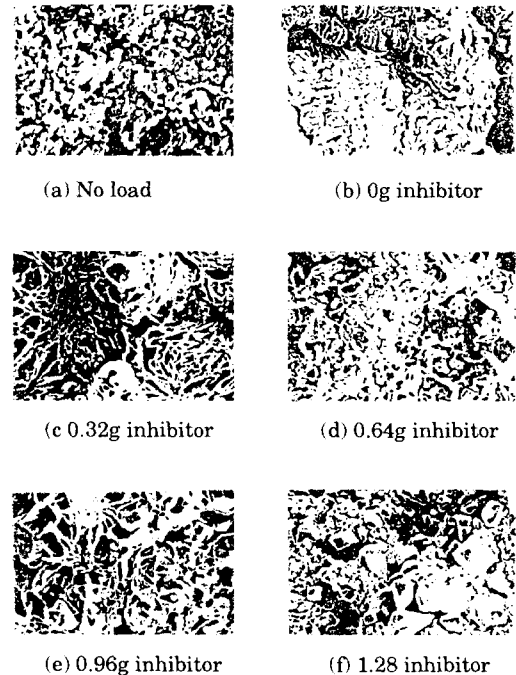 (a) No load
(b) 0g inhibitor
(c 0.32g inhibitor
(d) 0.64g inhibitor
(e) 0.96g inhibitor
(f) 1.28 inhibitor